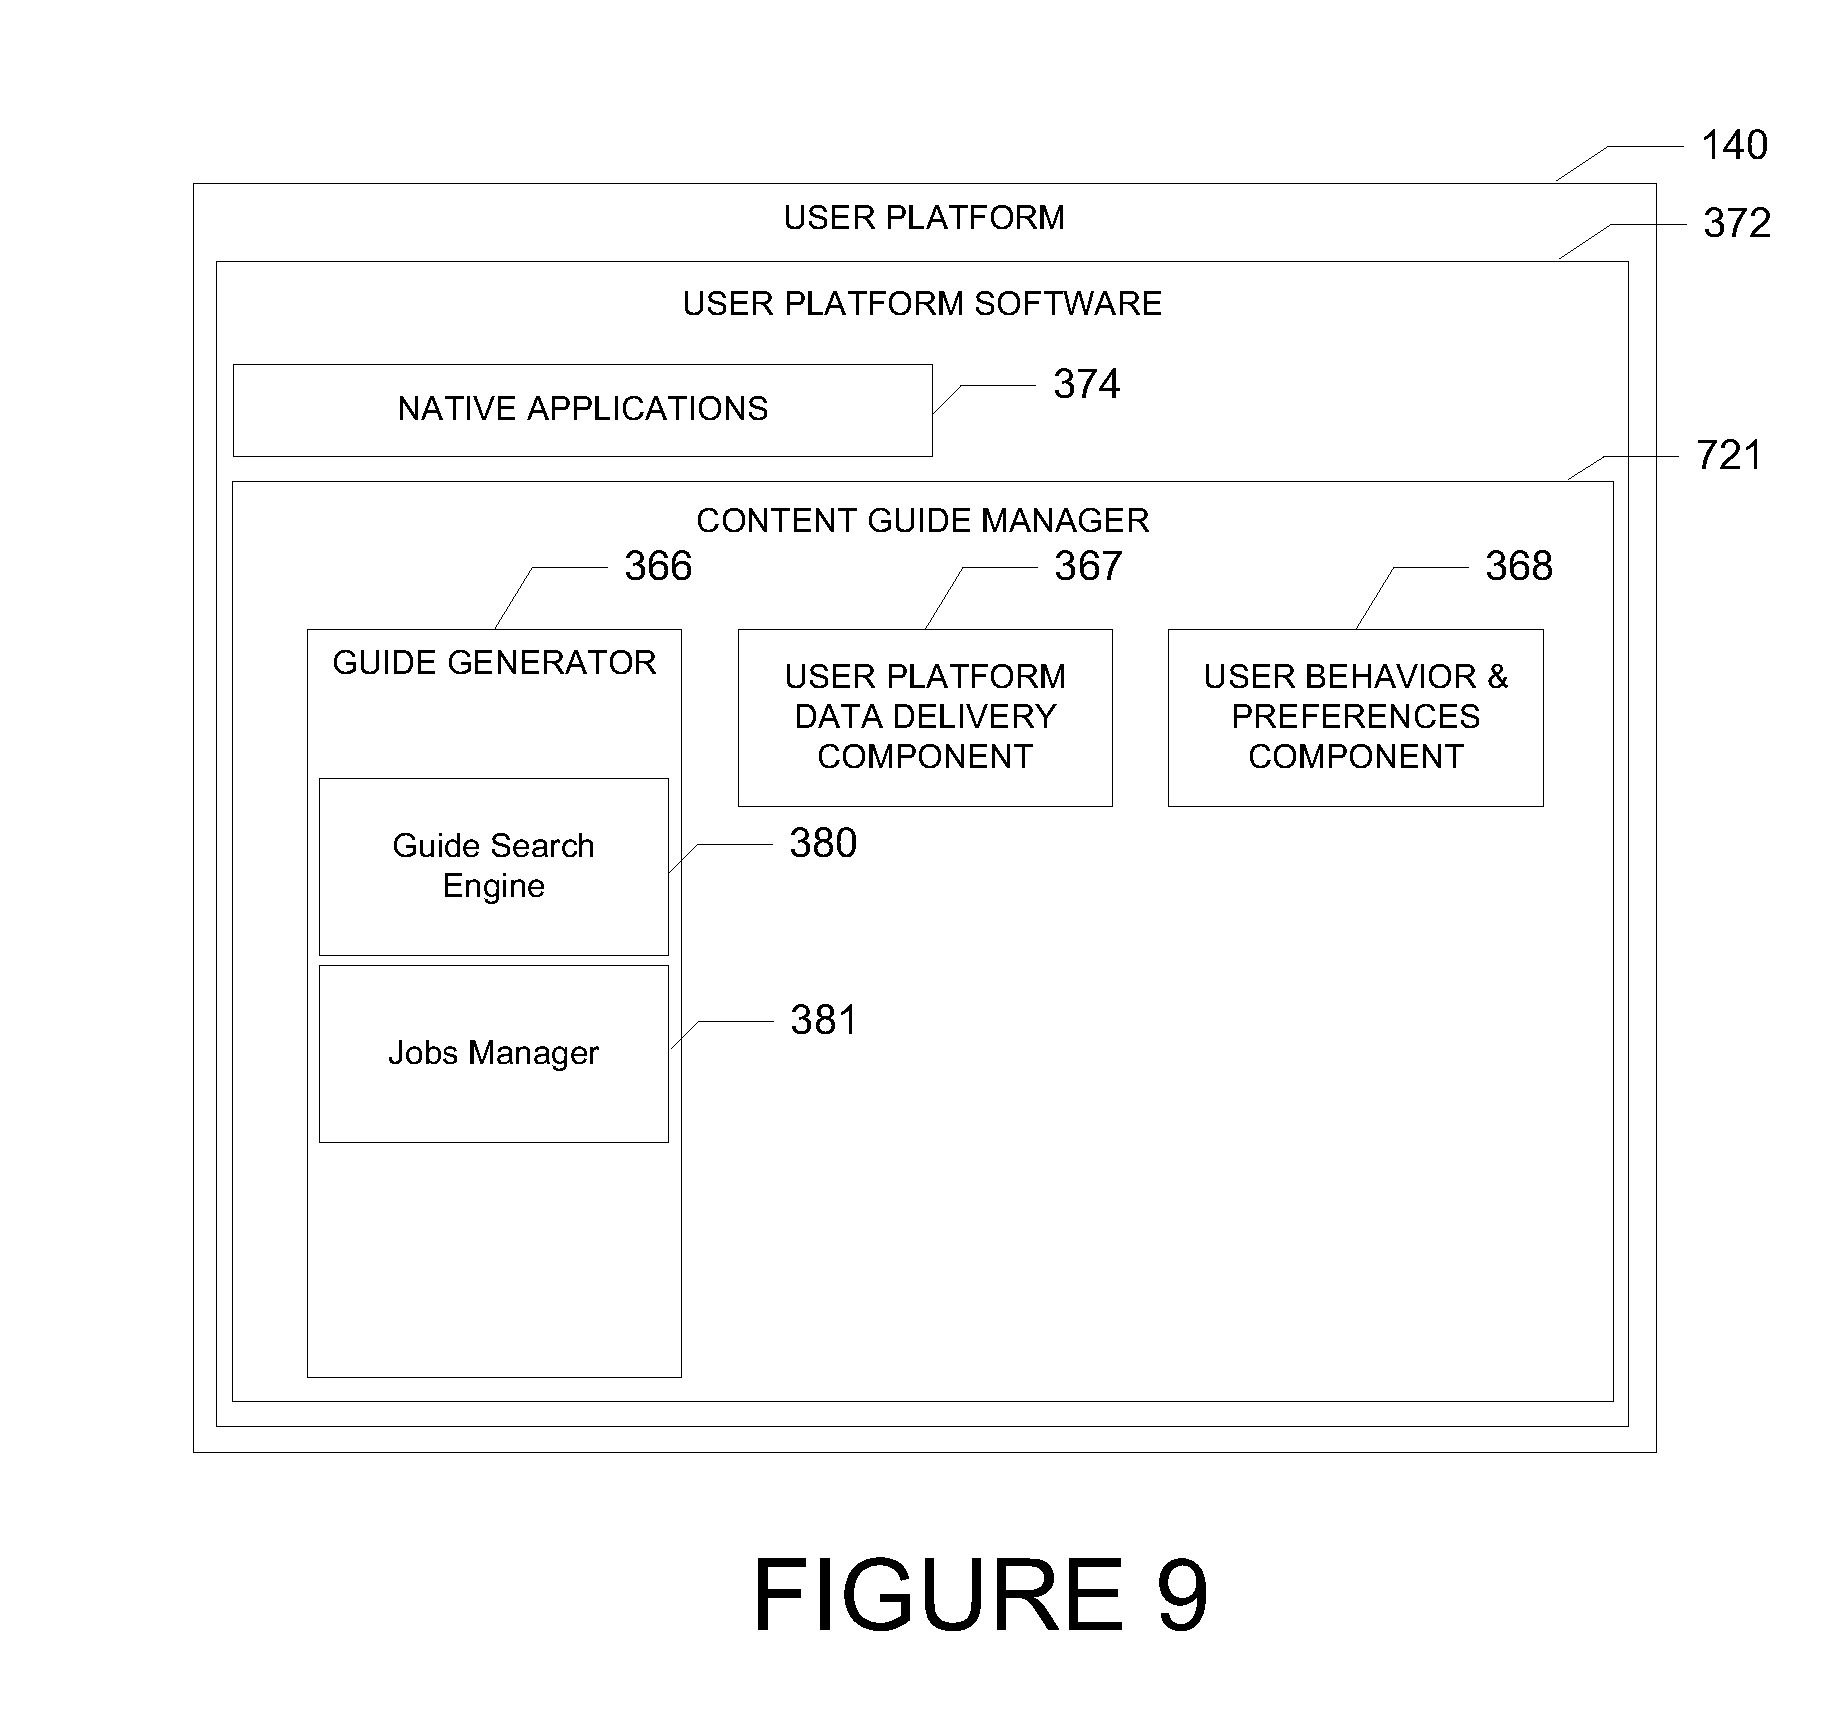 140
USER PLATFORM
372
USER PLATFORM SOFTWARE
374
NATIVE APPLICATIONS
721
CONTENT GUIDE MANAGER
366
367
368
GUIDE GENERATOR
USER PLATFORM
DATA DELIVERY
COMPONENT
USER BEHAVIOR &
PREFERENCES
COMPONENT
380
Guide Search
Engine
381
Jobs Manager
FIGURE 9